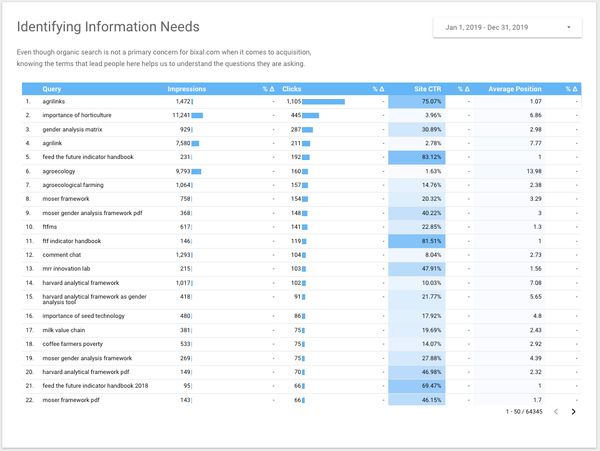 Identifying Information Needs
Jan 1, 2019 - Dec 31, 2019
Even though organic search is not a primary concern for bixal.com when it comes to acquisition,
knowing the terms that lead people here helps us to understand the questions they are asking.
Query Impressions % Δ Clicks % Δ Site CTR % Δ Average Position % Δ
1. agrilinks 1,472 - 1,105 - 75.07% - 1.07 -
2. importance of horticulture 11,241 - 445 - 3.96% - 6.86 -
3. gender analysis matrix 929 - 287 - 30.89% - 2.98 -
4. agrilink 7,580 - 211 - 2.78% - 7.77 -
5. feed the future indicator handbook 231 - 192 - 83.12% - 1 -
6. agroecology 9,793 - 160 - 1.63% - 13.98 -
7. agroecological farming 1,064 - 157 - 14.76% - 2.38 -
8. moser framework 758 - 154 - 20.32% - 3.29 -
9. moser gender analysis framework pdf 368 - 148 - 40.22% - 3 -
10. ftfms 617 - 141 - 22.85% - 1.3 -
11. ftf indicator handbook 146 - 119 - 81.51% - 1 -
12. comment chat 1,293 - 104 - 8.04% - 2.73 -
13. mrr innovation lab 215 - 103 - 47.91% - 1.56 -
14. harvard analytical framework 1,017 - 102 - 10.03% - 7.08 -
15. harvard analytical framework as gender 418 - 91 - 21.77% - 5.65 -
analysis tool
16. importance of seed technology 480 - 86 - 17.92% - 4.8 -
17. milk value chain 381 - 75 - 19.69% - 2.43 -
18. coffee farmers poverty 533 - 75 - 14.07% - 2.92 -
19. moser gender analysis framework 269 - 75 - 27.88% - 4.39 -
20. harvard analytical framework pdf 149 - 70 - 46.98% - 2.32 -
21. feed the future indicator handbook 2018 95 - 66 - 69.47% - 1 -
22. moser framework pdf 143 - 66 - 46.15% - 1.7 -
1 - 50 / 64345 < >